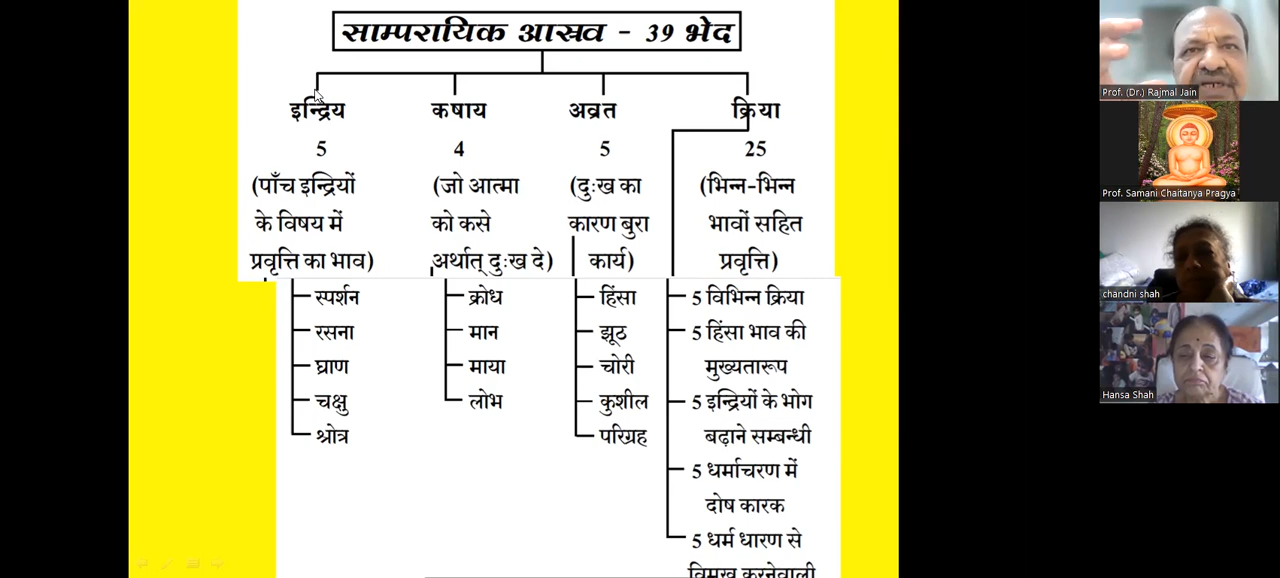 साम्परायिक आस्रव - 39 भेद
इन्द्रिय
5
(पाँच इन्द्रियों
के विषय में
प्रवृत्ति का भाव)
स्पर्शन
रसना
घ्राण
चक्षु
श्रोत्र
कषाय
4
(जो आत्मा
को कसे
अर्थात् दुःख दे)
क्रोध
मान
माया
लोभ
अव्रत
5
(दुःख का
कारण बुरा
कार्य)
हिंसा
झूठ
चोरी
कुशील
परिग्रह
क्रिया
25
(भिन्न-भिन्न
भावों सहित
प्रवृत्ति)
5 विभिन्न क्रिया
5 हिंसा भाव की
मुख्यतारूप
5 इन्द्रियों के भोग
बढ़ाने सम्बन्धी
5 धर्माचरण में
दोष कारक
5 धर्म धारण से
विमुख करनेवाली
Prof. (Dr.) Rajmal Jain
Prof. Samani Chaitanya Pragya
chandni shah
Hansa Shah